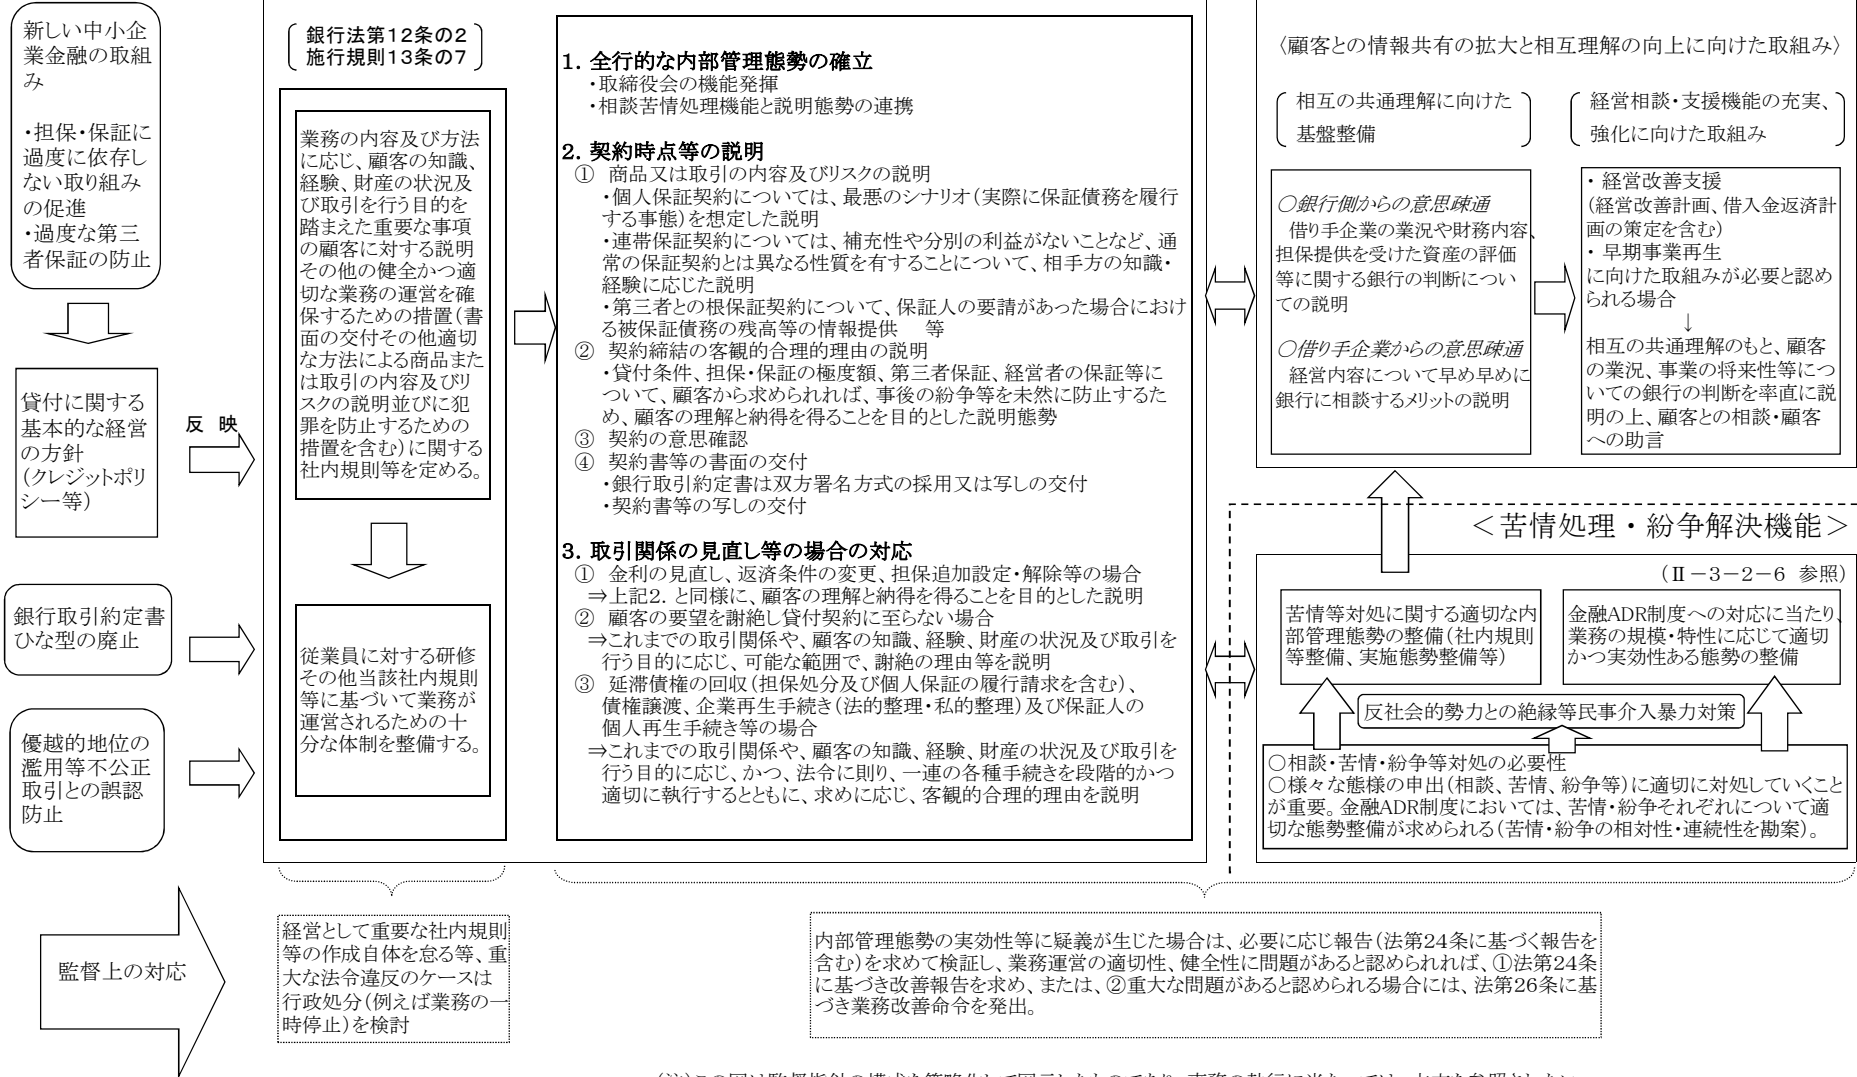 新しい中小企
業金融の取組
み
・担保・保証に
過度に依存し
ない取り組み
の促進
・過度な第三
者保証の防止
貸付に関する
基本的な経営
の方針
(クレジットポリ
シー等)
反 映
銀行取引約定書
ひな型の廃止
優越的地位の
濫用等不公正
取引との誤認
防止
銀行法第12条の2
施行規則13条の7
業務の内容及び方法
に応じ、顧客の知識、
経験、財産の状況及
び取引を行う目的を
踏まえた重要な事項
の顧客に対する説明
その他の健全かつ適
切な業務の運営を確
保するための措置(書
面の交付その他適切
な方法による商品また
は取引の内容及びリ
スクの説明並びに犯
罪を防止するための
措置を含む)に関する
社内規則等を定める。
従業員に対する研修
その他当該社内規則
等に基づいて業務が
運営されるための十
分な体制を整備する。
1. 全行的な内部管理態勢の確立
・取締役会の機能発揮
・相談苦情処理機能と説明態勢の連携
2. 契約時点等の説明
① 商品又は取引の内容及びリスクの説明
・個人保証契約については、最悪のシナリオ(実際に保証債務を履行
する事態)を想定した説明
・連帯保証契約については、補充性や分別の利益がないことなど、通
常の保証契約とは異なる性質を有することについて、相手方の知識・
経験に応じた説明
・第三者との根保証契約について、保証人の要請があった場合におけ
る被保証債務の残高等の情報提供 等
② 契約締結の客観的合理的理由の説明
・貸付条件、担保・保証の極度額、第三者保証、経営者の保証等に
ついて、顧客から求められれば、事後の紛争等を未然に防止するた
め、顧客の理解と納得を得ることを目的とした説明態勢
③ 契約の意思確認
④ 契約書等の書面の交付
・銀行取引約定書は双方署名方式の採用又は写しの交付
・契約書等の写しの交付
3. 取引関係の見直し等の場合の対応
① 金利の見直し、返済条件の変更、担保追加設定・解除等の場合
⇒上記2. と同様に、顧客の理解と納得を得ることを目的とした説明
② 顧客の要望を謝絶し貸付契約に至らない場合
⇒これまでの取引関係や、顧客の知識、経験、財産の状況及び取引を
行う目的に応じ、可能な範囲で、謝絶の理由等を説明
③ 延滞債権の回収(担保処分及び個人保証の履行請求を含む)、
債権譲渡、企業再生手続き(法的整理・私的整理)及び保証人の
個人再生手続き等の場合
⇒これまでの取引関係や、顧客の知識、経験、財産の状況及び取引を
行う目的に応じ、かつ、法令に則り、一連の各種手続きを段階的かつ
適切に執行するとともに、求めに応じ、客観的合理的理由を説明
〈顧客との情報共有の拡大と相互理解の向上に向けた取組み〉
相互の共通理解に向けた
基盤整備
経営相談・支援機能の充実、
強化に向けた取組み
○銀行側からの意思疎通
借り手企業の業況や財務内容、
担保提供を受けた資産の評価
等に関する銀行の判断につい
ての説明
○借り手企業からの意思疎通
経営内容について早め早めに
銀行に相談するメリットの説明
・ 経営改善支援
(経営改善計画、借入金返済計
画の策定を含む)
・ 早期事業再生
に向けた取組みが必要と認め
られる場合
↓
相互の共通理解のもと、顧客
の業況、事業の将来性等につ
いての銀行の判断を率直に説
明の上、顧客との相談・顧客
への助言
＜苦情処理・紛争解決機能＞
(Ⅱ－3－2－6 参照)
苦情等対処に関する適切な内
部管理態勢の整備(社内規則
等整備、実施態勢整備等)
金融ADR制度への対応に当たり、
業務の規模・特性に応じて適切
かつ実効性ある態勢の整備
反社会的勢力との絶縁等民事介入暴力対策
○相談・苦情・紛争等対処の必要性
○様々な態様の申出(相談、苦情、紛争等)に適切に対処していくこと
が重要。金融ADR制度においては、苦情・紛争それぞれについて適
切な態勢整備が求められる(苦情・紛争の相対性・連続性を勘案)。
監督上の対応
経営として重要な社内規則
等の作成自体を怠る等、重
大な法令違反のケースは
行政処分(例えば業務の一
時停止)を検討
内部管理態勢の実効性等に疑義が生じた場合は、必要に応じ報告(法第24条に基づく報告を
含む)を求めて検証し、業務運営の適切性、健全性に問題があると認められれば、①法第24条
に基づき改善報告を求め、または、②重大な問題があると認められる場合には、法第26条に基
づき業務改善命令を発出。